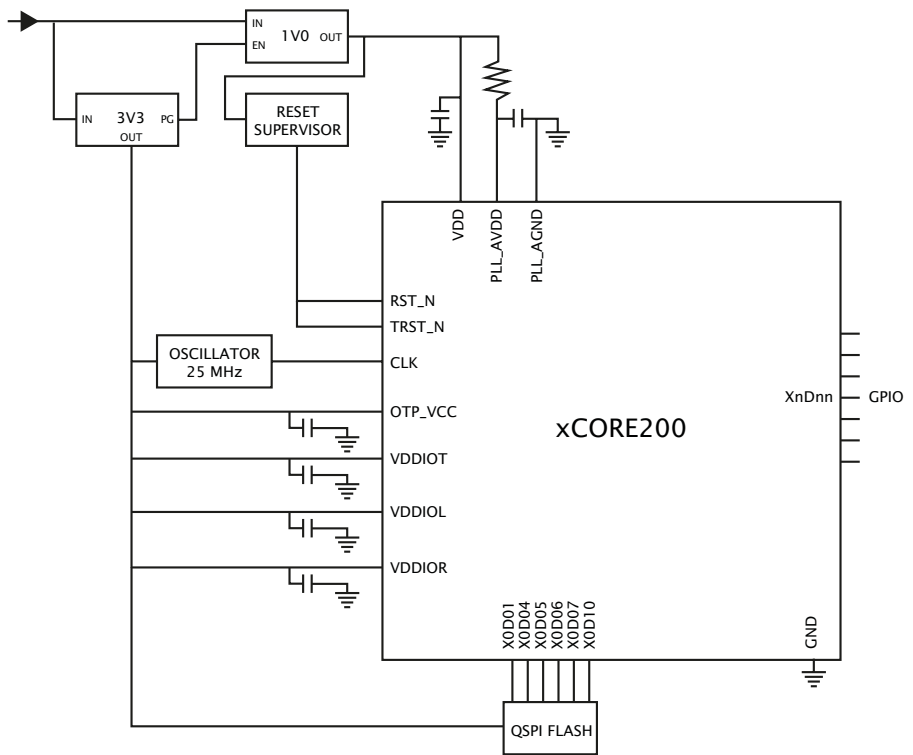 IN
1V0
OUT
EN
IN
3V3
PG
OUT
RESET
SUPERVISOR
VDD
PLL_AVDD
PLL_AGND
RST_N
TRST_N
OSCILLATOR
25 MHz
CLK
XnDnn
GPIO
OTP_VCC
xCORE200
VDDIOT
VDDIOL
VDDIOR
X0D01
X0D04
X0D05
X0D06
X0D07
X0D10
GND
QSPI FLASH